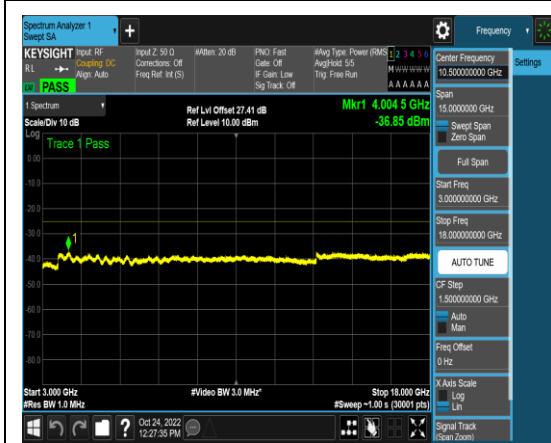 Spectrum Analyzer 1
Swept SA
Frequency
KEYSIGHT
RL
PASS
Input: RF
Coupling: DC
Align: Auto
Input Z: 50 Ω
Corrections: Off
Freq Ref: Int (S)
#Atten: 20 dB
PNO: Fast
Gate: Off
IF Gain: Low
Sig Track: Off
#Avg Type: Power (RMS
Avg|Hold: 5/5
Trig: Free Run
1 2 3 4 5 6
M W W W W W
A A A A A A
1 Spectrum
Scale/Div 10 dB
Ref Lvl Offset 27.41 dB
Ref Level 10.00 dBm
Mkr1 4.004 5 GHz
-36.85 dBm
Log
Trace 1 Pass
0.00
-20.0
-30.0
-40.0
-50.0
-60.0
-70.0
-80.0
1
Start 3.000 GHz
#Res BW 1.0 MHz
#Video BW 3.0 MHz*
Stop 18.000 GHz
#Sweep ~1.00 s (30001 pts)
Oct 24, 2022
12:27:35 PM
Center Frequency
10.500000000 GHz
Settings
Span
15.0000000 GHz
Swept Span
Zero Span
Full Span
Start Freq
3.000000000 GHz
Stop Freq
18.000000000 GHz
AUTO TUNE
CF Step
1.500000000 GHz
Auto
Man
Freq Offset
0 Hz
X Axis Scale
Log
Lin
Signal Track
(Span Zoom)